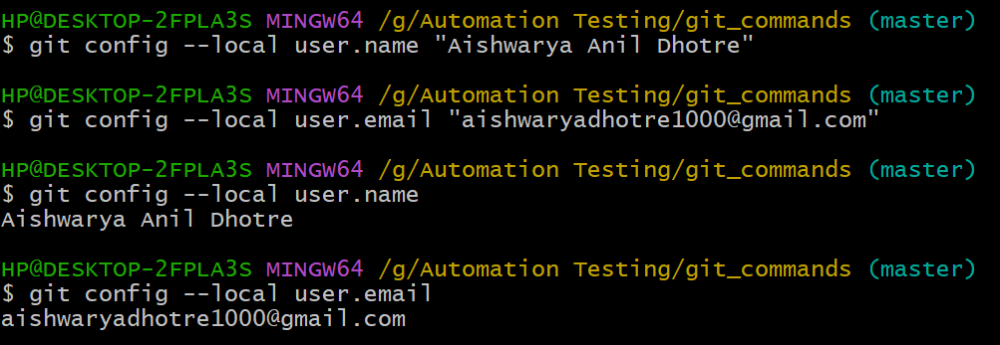 HP@DESKTOP-2FPLA3S MINGW64 /g/Automation Testing/git_commands (master)
$ git config --local user.name "Aishwarya Anil Dhotre"
HP@DESKTOP-2FPLA3S MINGW64 /g/Automation Testing/git_commands (master)
$ git config --local user.email "aishwaryadhotre1000@gmail.com"
HP@DESKTOP-2FPLA3S MINGW64 /g/Automation Testing/git_commands (master)
$ git config --local user.name
Aishwarya Anil Dhotre
HP@DESKTOP-2FPLA3S MINGW64 /g/Automation Testing/git_commands (master)
$ git config --local user.email
aishwaryadhotre1000@gmail.com